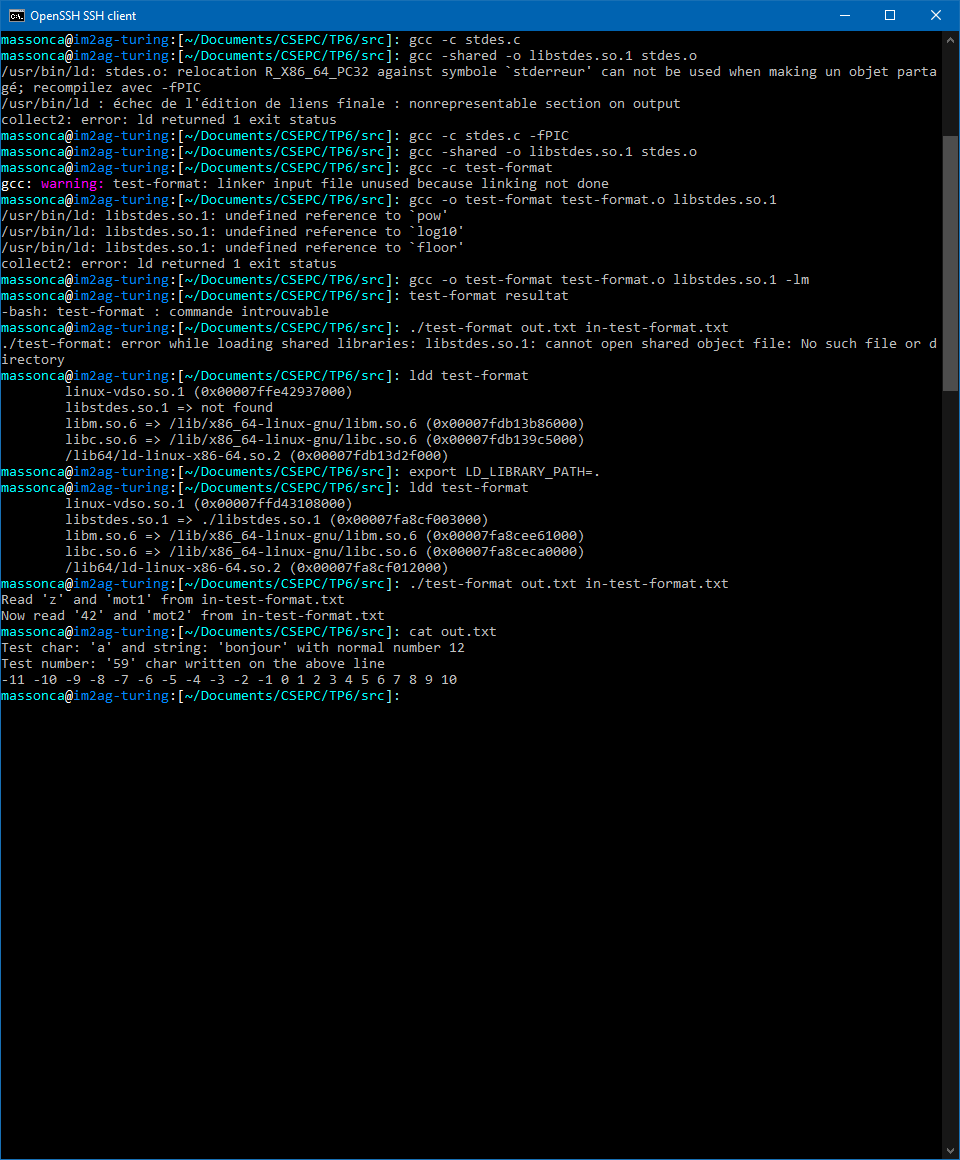 OpenSSH SSH client
massonca@im2ag-turing:[~/Documents/CSEPC/TP6/src]: gcc -c stdes.c
massonca@im2ag-turing:[~/Documents/CSEPC/TP6/src]: gcc -shared -o libstdes.so.1 stdes.o
/usr/bin/ld: stdes.o: relocation R_X86_64_PC32 against symbole `stderreur' can not be used when making un objet parta
gé; recompilez avec -fPIC
/usr/bin/ld : échec de l'édition de liens finale : nonrepresentable section on output
collect2: error: ld returned 1 exit status
massonca@im2ag-turing:[~/Documents/CSEPC/TP6/src]: gcc -c stdes.c -fPIC
massonca@im2ag-turing:[~/Documents/CSEPC/TP6/src]: gcc -shared -o libstdes.so.1 stdes.o
massonca@im2ag-turing:[~/Documents/CSEPC/TP6/src]: gcc -c test-format
gcc: warning: test-format: linker input file unused because linking not done
massonca@im2ag-turing:[~/Documents/CSEPC/TP6/src]: gcc -o test-format test-format.o libstdes.so.1
/usr/bin/ld: libstdes.so.1: undefined reference to `pow'
/usr/bin/ld: libstdes.so.1: undefined reference to `log10'
/usr/bin/ld: libstdes.so.1: undefined reference to `floor'
collect2: error: ld returned 1 exit status
massonca@im2ag-turing:[~/Documents/CSEPC/TP6/src]: gcc -o test-format test-format.o libstdes.so.1 -lm
massonca@im2ag-turing:[~/Documents/CSEPC/TP6/src]: test-format resultat
-bash: test-format : commande introuvable
massonca@im2ag-turing:[~/Documents/CSEPC/TP6/src]: ./test-format out.txt in-test-format.txt
./test-format: error while loading shared libraries: libstdes.so.1: cannot open shared object file: No such file or d
irectory
massonca@im2ag-turing:[~/Documents/CSEPC/TP6/src]: ldd test-format
linux-vdso.so.1 (0x00007ffe42937000)
libstdes.so.1 => not found
libm.so.6 => /lib/x86_64-linux-gnu/libm.so.6 (0x00007fdb13b86000)
libc.so.6 => /lib/x86_64-linux-gnu/libc.so.6 (0x00007fdb139c5000)
/lib64/ld-linux-x86-64.so.2 (0x00007fdb13d2f000)
massonca@im2ag-turing:[~/Documents/CSEPC/TP6/src]: export LD_LIBRARY_PATH=.
massonca@im2ag-turing:[~/Documents/CSEPC/TP6/src]: ldd test-format
linux-vdso.so.1 (0x00007ffd43108000)
libstdes.so.1 => ./libstdes.so.1 (0x00007fa8cf003000)
libm.so.6 => /lib/x86_64-linux-gnu/libm.so.6 (0x00007fa8cee61000)
libc.so.6 => /lib/x86_64-linux-gnu/libc.so.6 (0x00007fa8ceca0000)
/lib64/ld-linux-x86-64.so.2 (0x00007fa8cf012000)
massonca@im2ag-turing:[~/Documents/CSEPC/TP6/src]: ./test-format out.txt in-test-format.txt
Read 'z' and 'mot1' from in-test-format.txt
Now read '42' and 'mot2' from in-test-format.txt
massonca@im2ag-turing:[~/Documents/CSEPC/TP6/src]: cat out.txt
Test char: 'a' and string: 'bonjour' with normal number 12
Test number: '59' char written on the above line
-11 -10 -9 -8 -7 -6 -5 -4 -3 -2 -1 0 1 2 3 4 5 6 7 8 9 10
massonca@im2ag-turing:[~/Documents/CSEPC/TP6/src]: